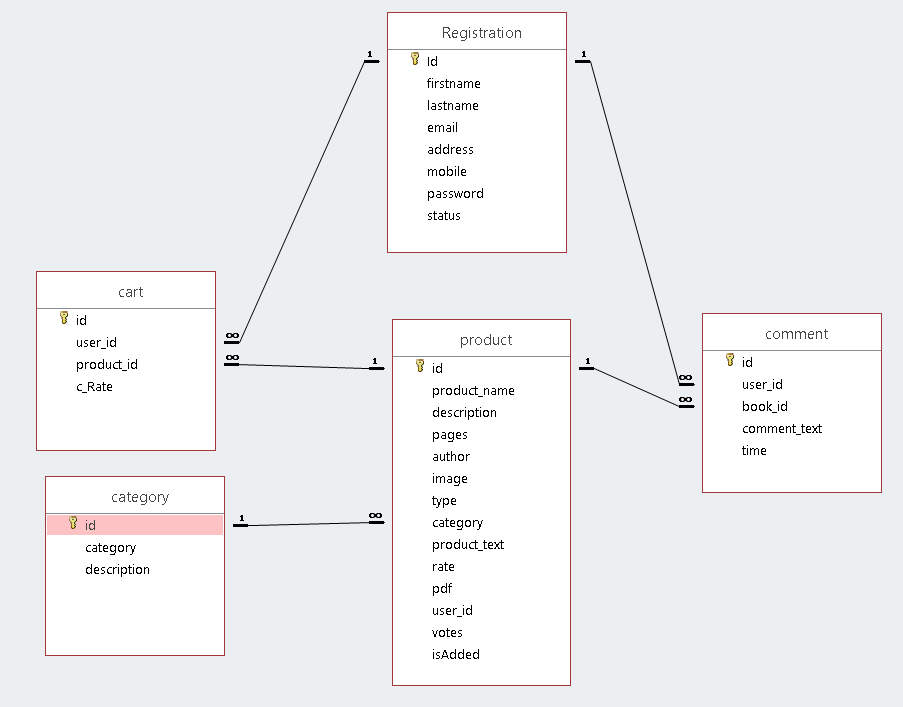 Registration
Id
firstname
lastname
email
address
mobile
password
status
1
1
cart
id
user_id
product_id
c_Rate
∞
∞
1
product
id
product_name
description
pages
author
image
type
category
product_text
rate
pdf
user_id
votes
isAdded
1
∞
∞
comment
id
user_id
book_id
comment_text
time
category
id
category
description
1
∞